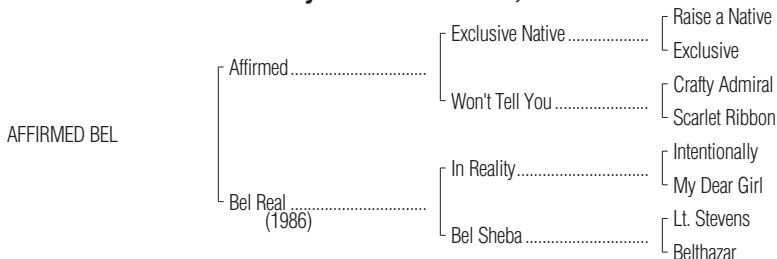 Raise a Native
Exclusive Native
Exclusive
Affirmed
Crafty Admiral
Won't Tell You
Scarlet Ribbon
AFFIRMED BEL
Intentionally
In Reality
My Dear Girl
Bel Real
(1986)
Lt. Stevens
Bel Sheba
Belthazar